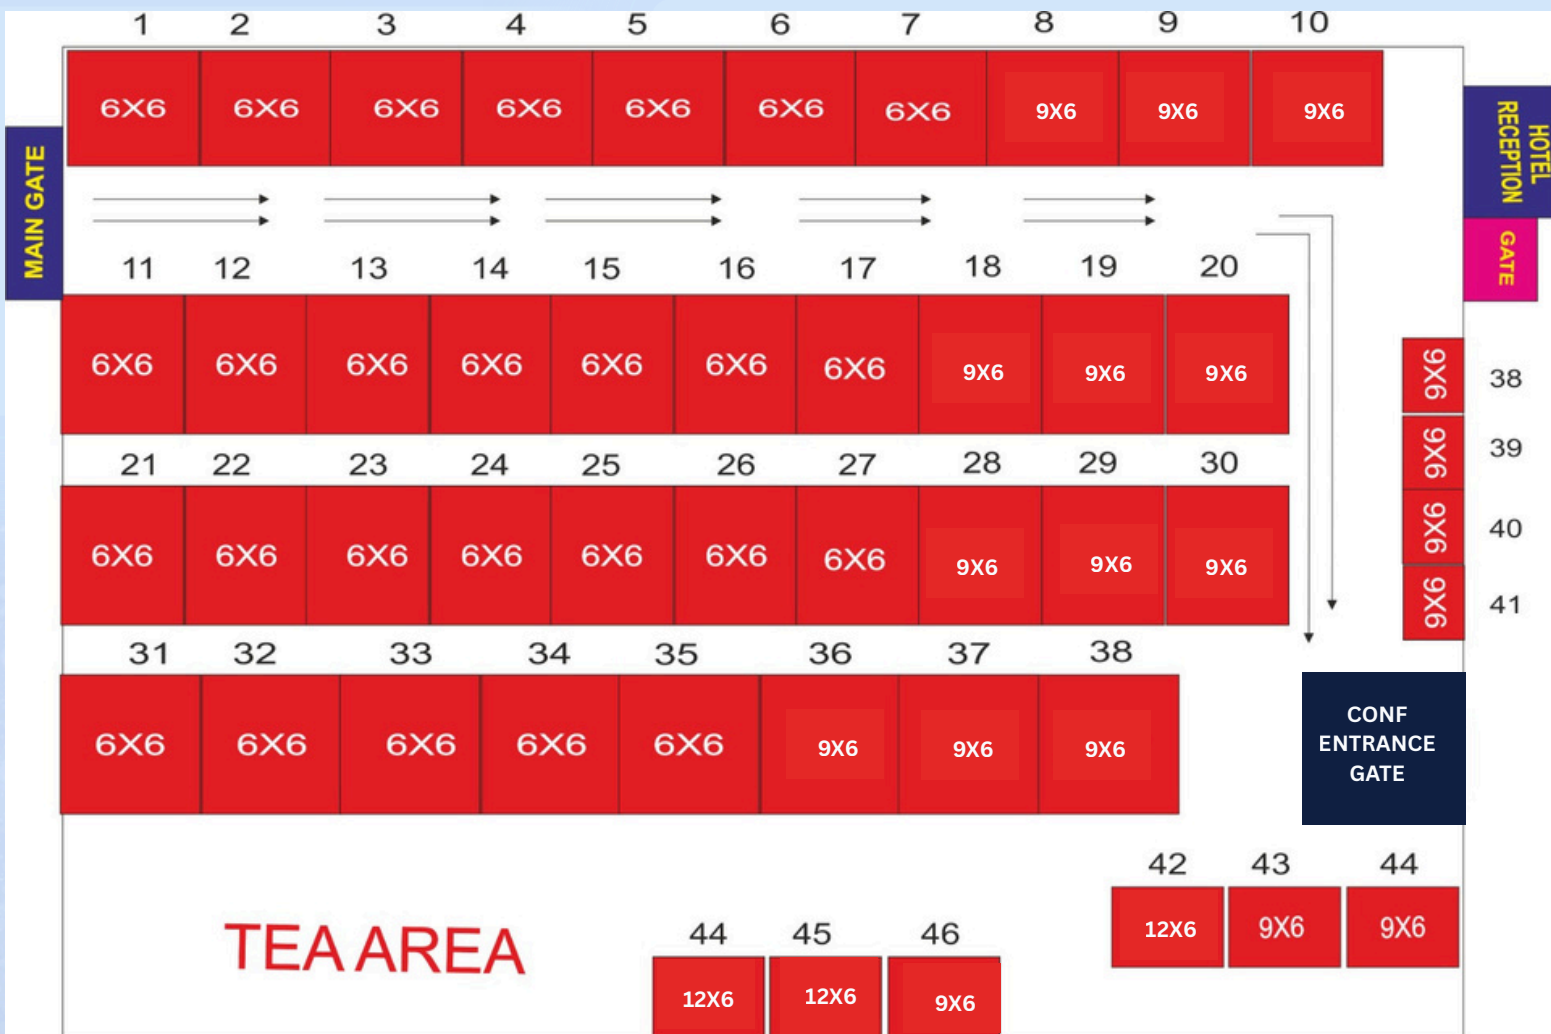 1 2 3 4 5 6 7 8 9 10
6X6 6X6 6X6 6X6 6X6 6X6 6X6 9X6 9X6 9X6
MAIN GATE
HOTEL
RECEPTION
GATE
11 12 13 14 15 16 17 18 19 20
6X6 6X6 6X6 6X6 6X6 6X6 6X6 9X6 9X6 9X6
21 22 23 24 25 26 27 28 29 30
6X6 6X6 6X6 6X6 6X6 6X6 6X6 9X6 9X6 9X6
9X6 38
9X6 39
9X6 40
9X6 41
31 32 33 34 35 36 37 38
6X6 6X6 6X6 6X6 6X6 9X6 9X6 9X6
CONF
ENTRANCE
GATE
42 43 44
12X6 9X6 9X6
TEA AREA
44 45 46
12X6 12X6 9X6